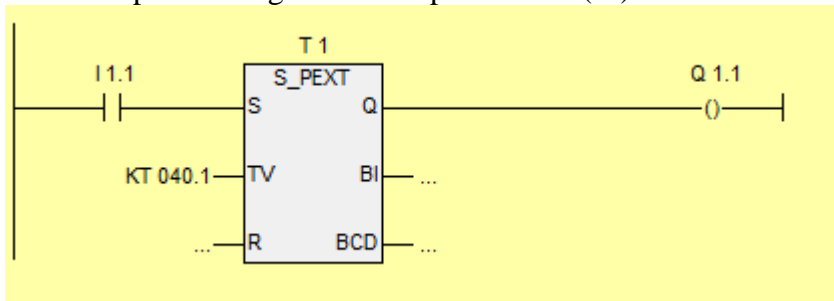 T 1
I 1.1
S_PEXT
Q 1.1
S
Q
KT 040.1
TV
BI
...
...
R
BCD
...